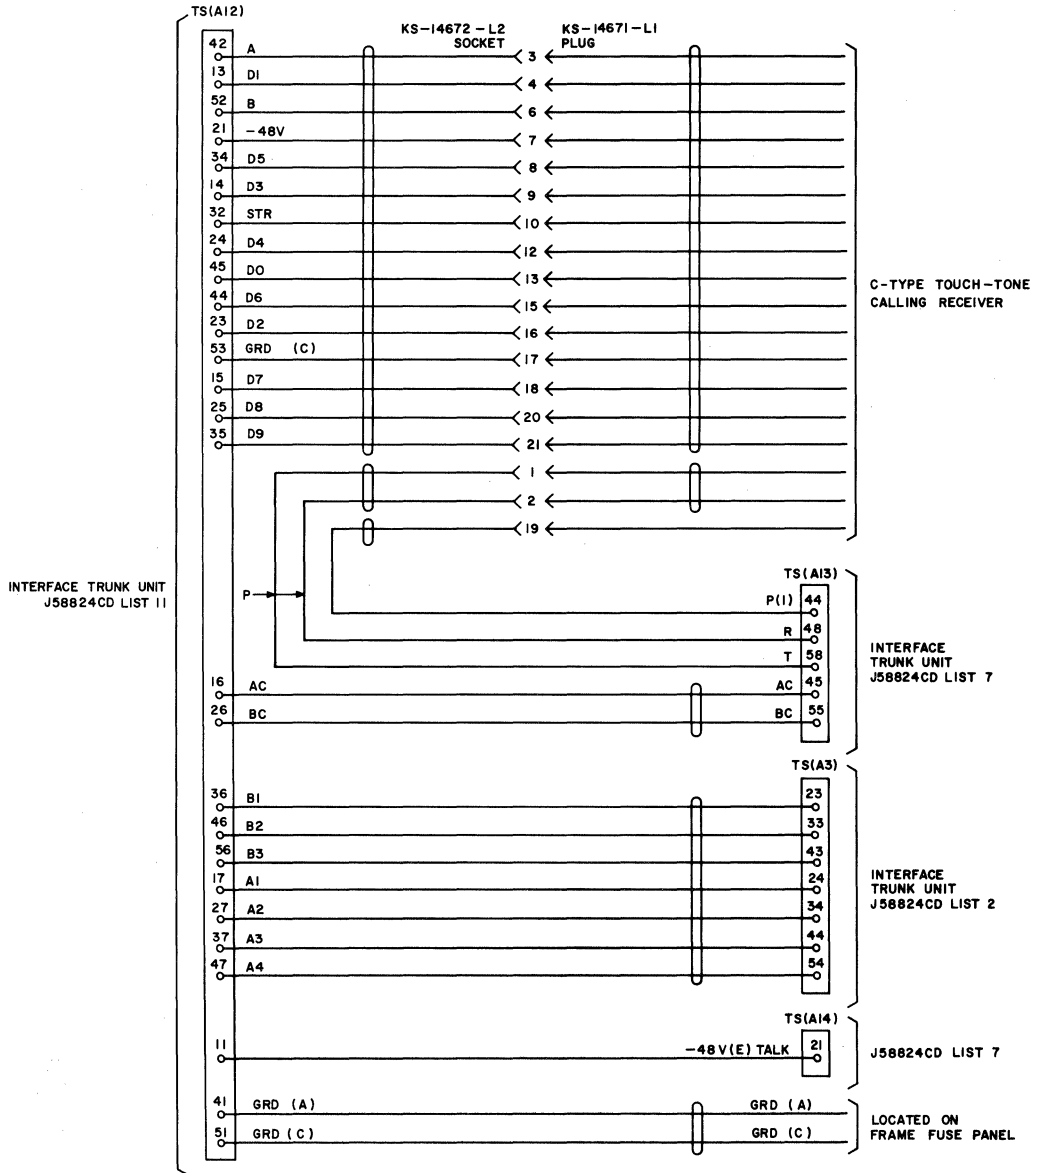 TS(A12)
KS-14672-L2
SOCKET
KS-14671-L1
PLUG
42 A 3
13 D1 4
52 B 6
21 -48V 7
34 D5 8
14 D3 9
32 STR 10
24 D4 12
45 D0 13
44 D6 15
23 D2 16
53 GRD (C) 17
15 D7 18
25 D8 20
35 D9 21
1
2
19
C-TYPE TOUCH-TONE
CALLING RECEIVER
INTERFACE TRUNK UNIT
J58824CD LIST 11
P
TS(A13)
P(1) 44
R 48
T 58
16 AC AC 45
26 BC BC 55
INTERFACE
TRUNK UNIT
J58824CD LIST 7
TS(A3)
36 B1 23
46 B2 33
56 B3 43
17 A1 24
27 A2 34
37 A3 44
47 A4 54
INTERFACE
TRUNK UNIT
J58824CD LIST 2
TS(A14)
11 -48V(E) TALK 21
J58824CD LIST 7
41 GRD (A) GRD (A)
51 GRD (C) GRD (C)
LOCATED ON
FRAME FUSE PANEL